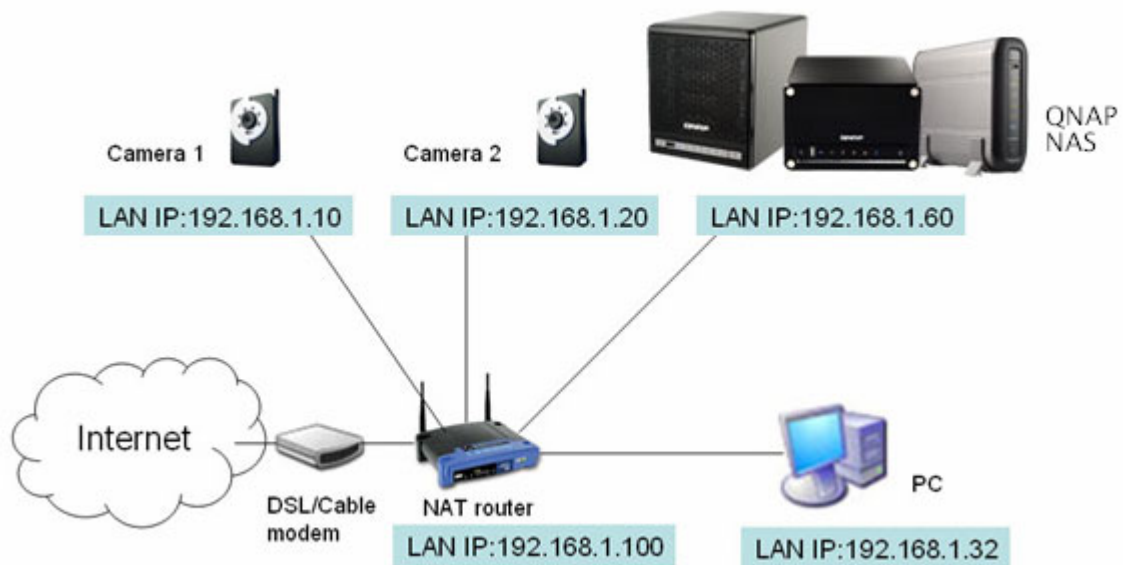 QNAP
NAS
Camera 1
Camera 2
LAN IP:192.168.1.10
LAN IP:192.168.1.20
LAN IP:192.168.1.60
Internet
DSL/Cable
modem
NAT router
PC
LAN IP:192.168.1.100
LAN IP:192.168.1.32